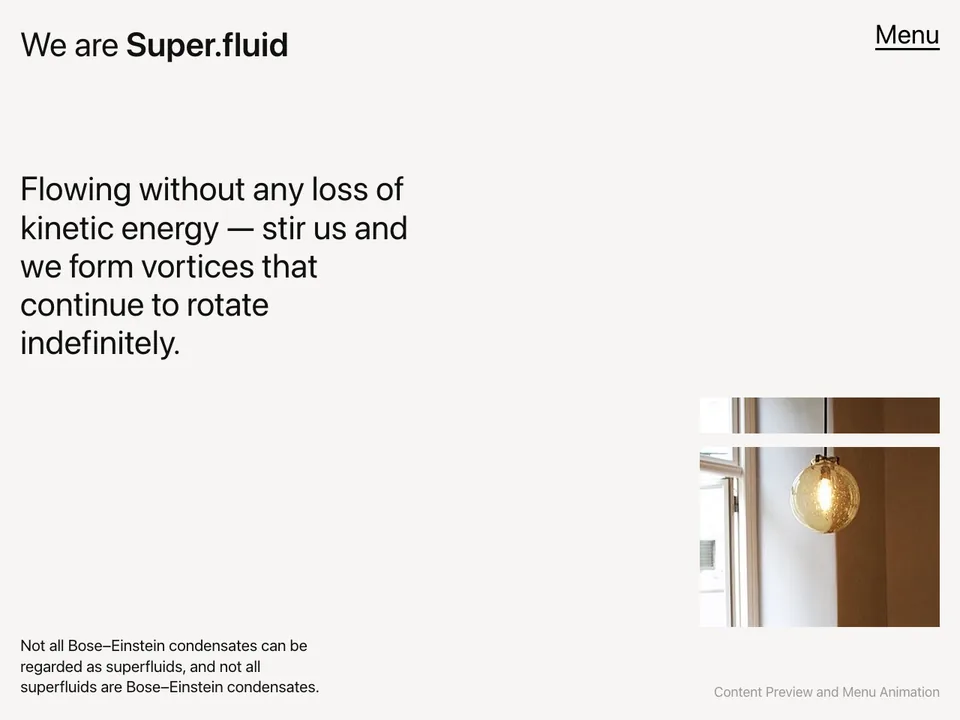 We are Super.fluid
Menu
Flowing without any loss of
kinetic energy — stir us and
we form vortices that
continue to rotate
indefinitely.
Not all Bose–Einstein condensates can be
regarded as superfluids, and not all
superfluids are Bose–Einstein condensates.
Content Preview and Menu Animation